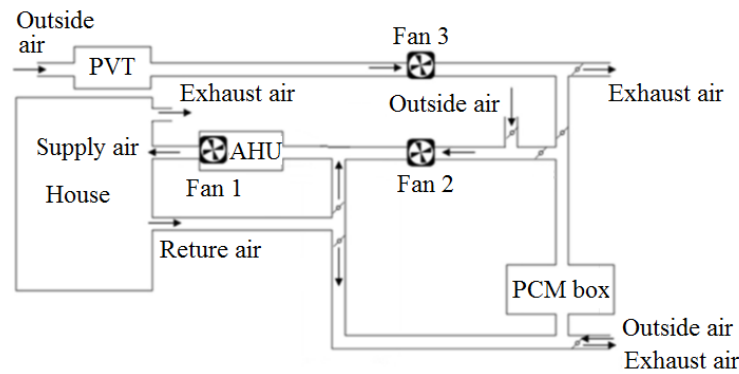 Outside
air
PVT
Fan 3
Exhaust air
Exhaust air
Outside air
Supply air
AHU
House
Fan 1
Fan 2
Reture air
PCM box
Outside air
Exhaust air